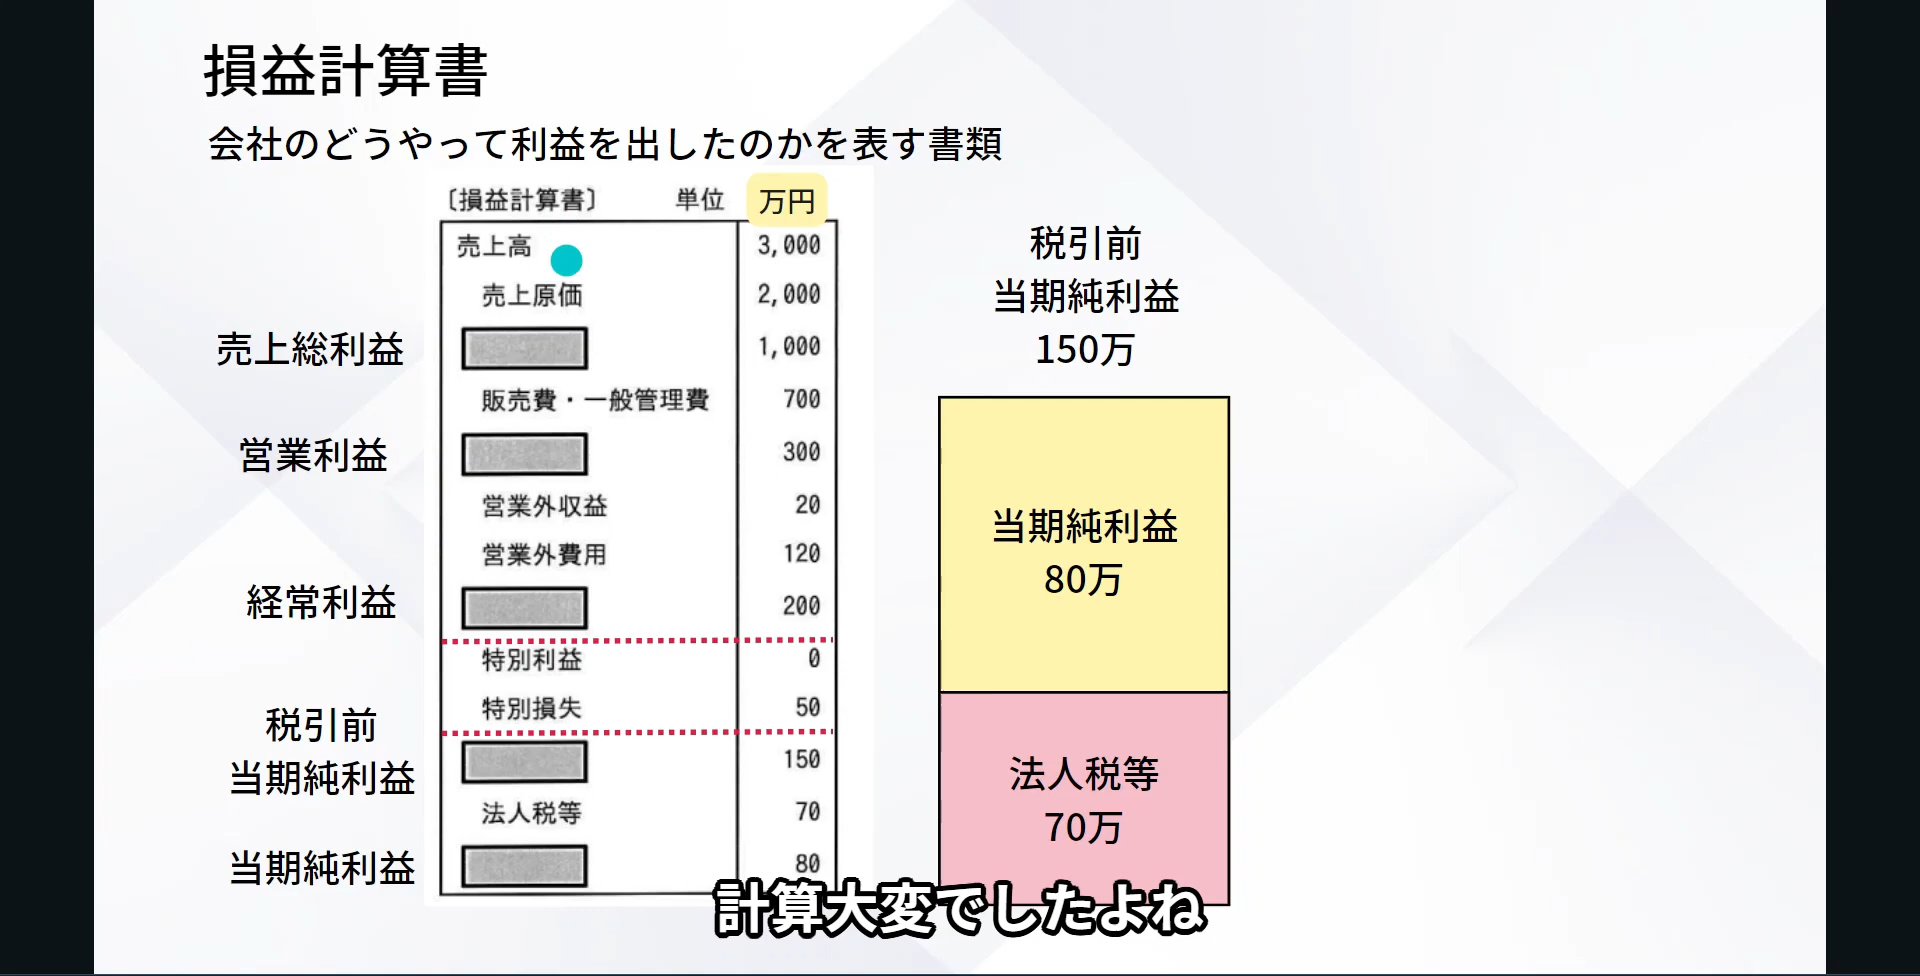 損益計算書
会社のどうやって利益を出したのかを表す書類
〔損益計算書〕 単位 万円
売上高 3,000
売上原価 2,000
売上総利益 1,000
販売費・一般管理費 700
営業利益 300
営業外収益 20
営業外費用 120
経常利益 200
特別利益 0
特別損失 50
税引前
当期純利益 150
法人税等 70
当期純利益 80
税引前
当期純利益
150万
当期純利益
80万
法人税等
70万
計算大変でしたよね